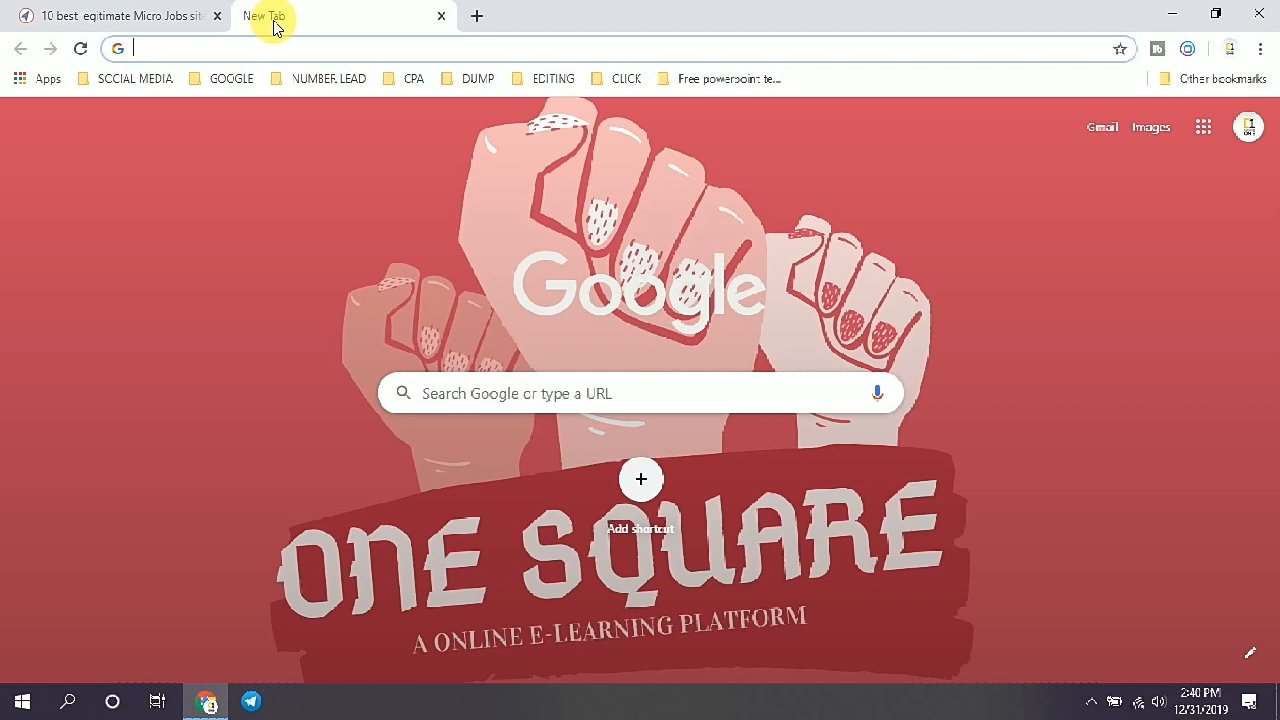 10 best legitimate Micro Jobs sit
New Tab
Apps
SOCIAL MEDIA
GOOGLE
NUMBER LEAD
CPA
DUMP
EDITING
CLICK
Free powerpoint te...
Other bookmarks
Gmail
Images
Google
Search Google or type a URL
Add shortcut
ONE SQUARE
A ONLINE E-LEARNING PLATFORM
2:40 PM
12/31/2019